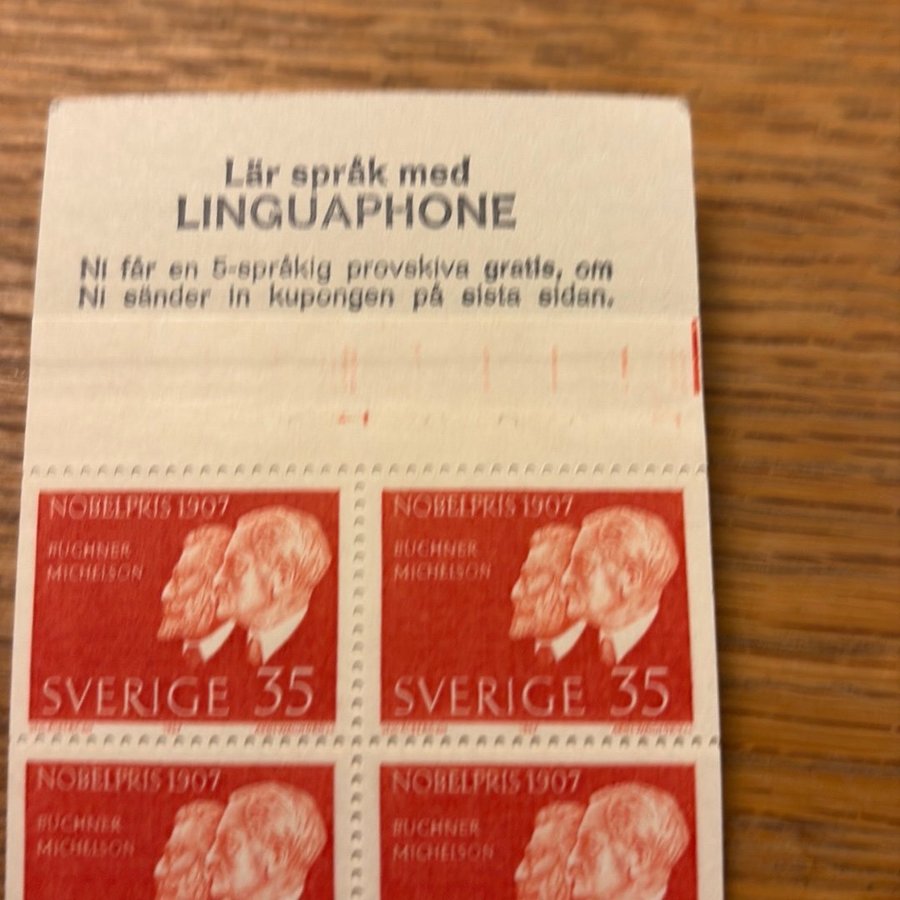 Lär språk med
LINGUAPHONE
Ni får en 5-språkig provskiva gratis, om
Ni sänder in kupongen på sista sidan.
NOBELPRIS 1907
BUCHNER
MICHELSON
SVERIGE 35
NOBELPRIS 1907
BUCHNER
MICHELSON
SVERIGE 35
NOBELPRIS 1907
BUCHNER
MICHELSON
NOBELPRIS 1907
BUCHNER
MICHELSON